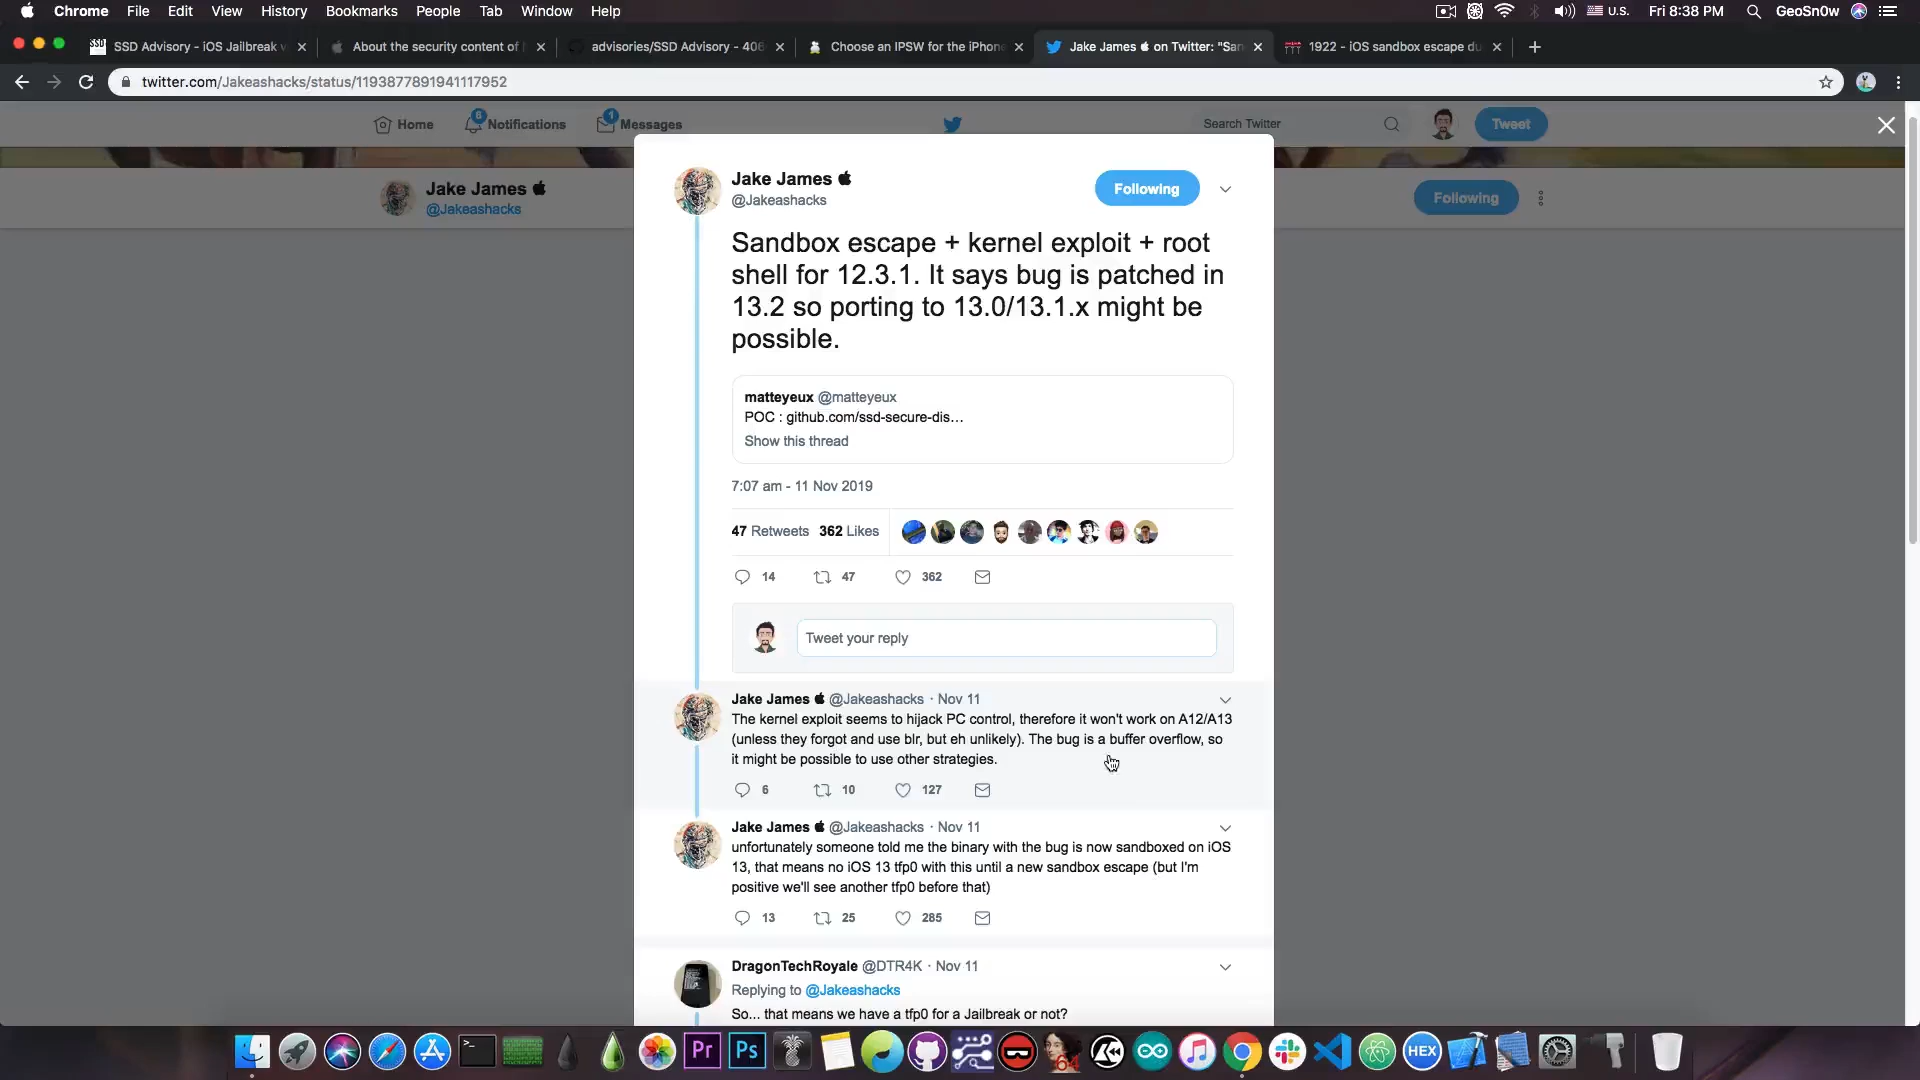 Chrome File Edit View History Bookmarks People Tab Window Help U.S. Fri 8:38 PM GeoSn0w
SSD Advisory - iOS Jailbreak v About the security content of i advisories/SSD Advisory - 406 Choose an IPSW for the iPhone Jake James on Twitter: "San 1922 - iOS sandbox escape du
twitter.com/Jakeashacks/status/1193877891941117952
Home 6 Notifications 1 Messages Search Twitter Tweet
Jake James
@Jakeashacks
Following
Jake James
@Jakeashacks
Following
Sandbox escape + kernel exploit + root
shell for 12.3.1. It says bug is patched in
13.2 so porting to 13.0/13.1.x might be
possible.
matteyeux @matteyeux
POC : github.com/ssd-secure-dis…
Show this thread
7:07 am - 11 Nov 2019
47 Retweets 362 Likes
14 47 362
Tweet your reply
Jake James @Jakeashacks · Nov 11
The kernel exploit seems to hijack PC control, therefore it won't work on A12/A13
(unless they forgot and use blr, but eh unlikely). The bug is a buffer overflow, so
it might be possible to use other strategies.
6 10 127
Jake James @Jakeashacks · Nov 11
unfortunately someone told me the binary with the bug is now sandboxed on iOS
13, that means no iOS 13 tfp0 with this until a new sandbox escape (but I'm
positive we'll see another tfp0 before that)
13 25 285
DragonTechRoyale @DTR4K · Nov 11
Replying to @Jakeashacks
So... that means we have a tfp0 for a Jailbreak or not?
Pr Ps 64 HEX